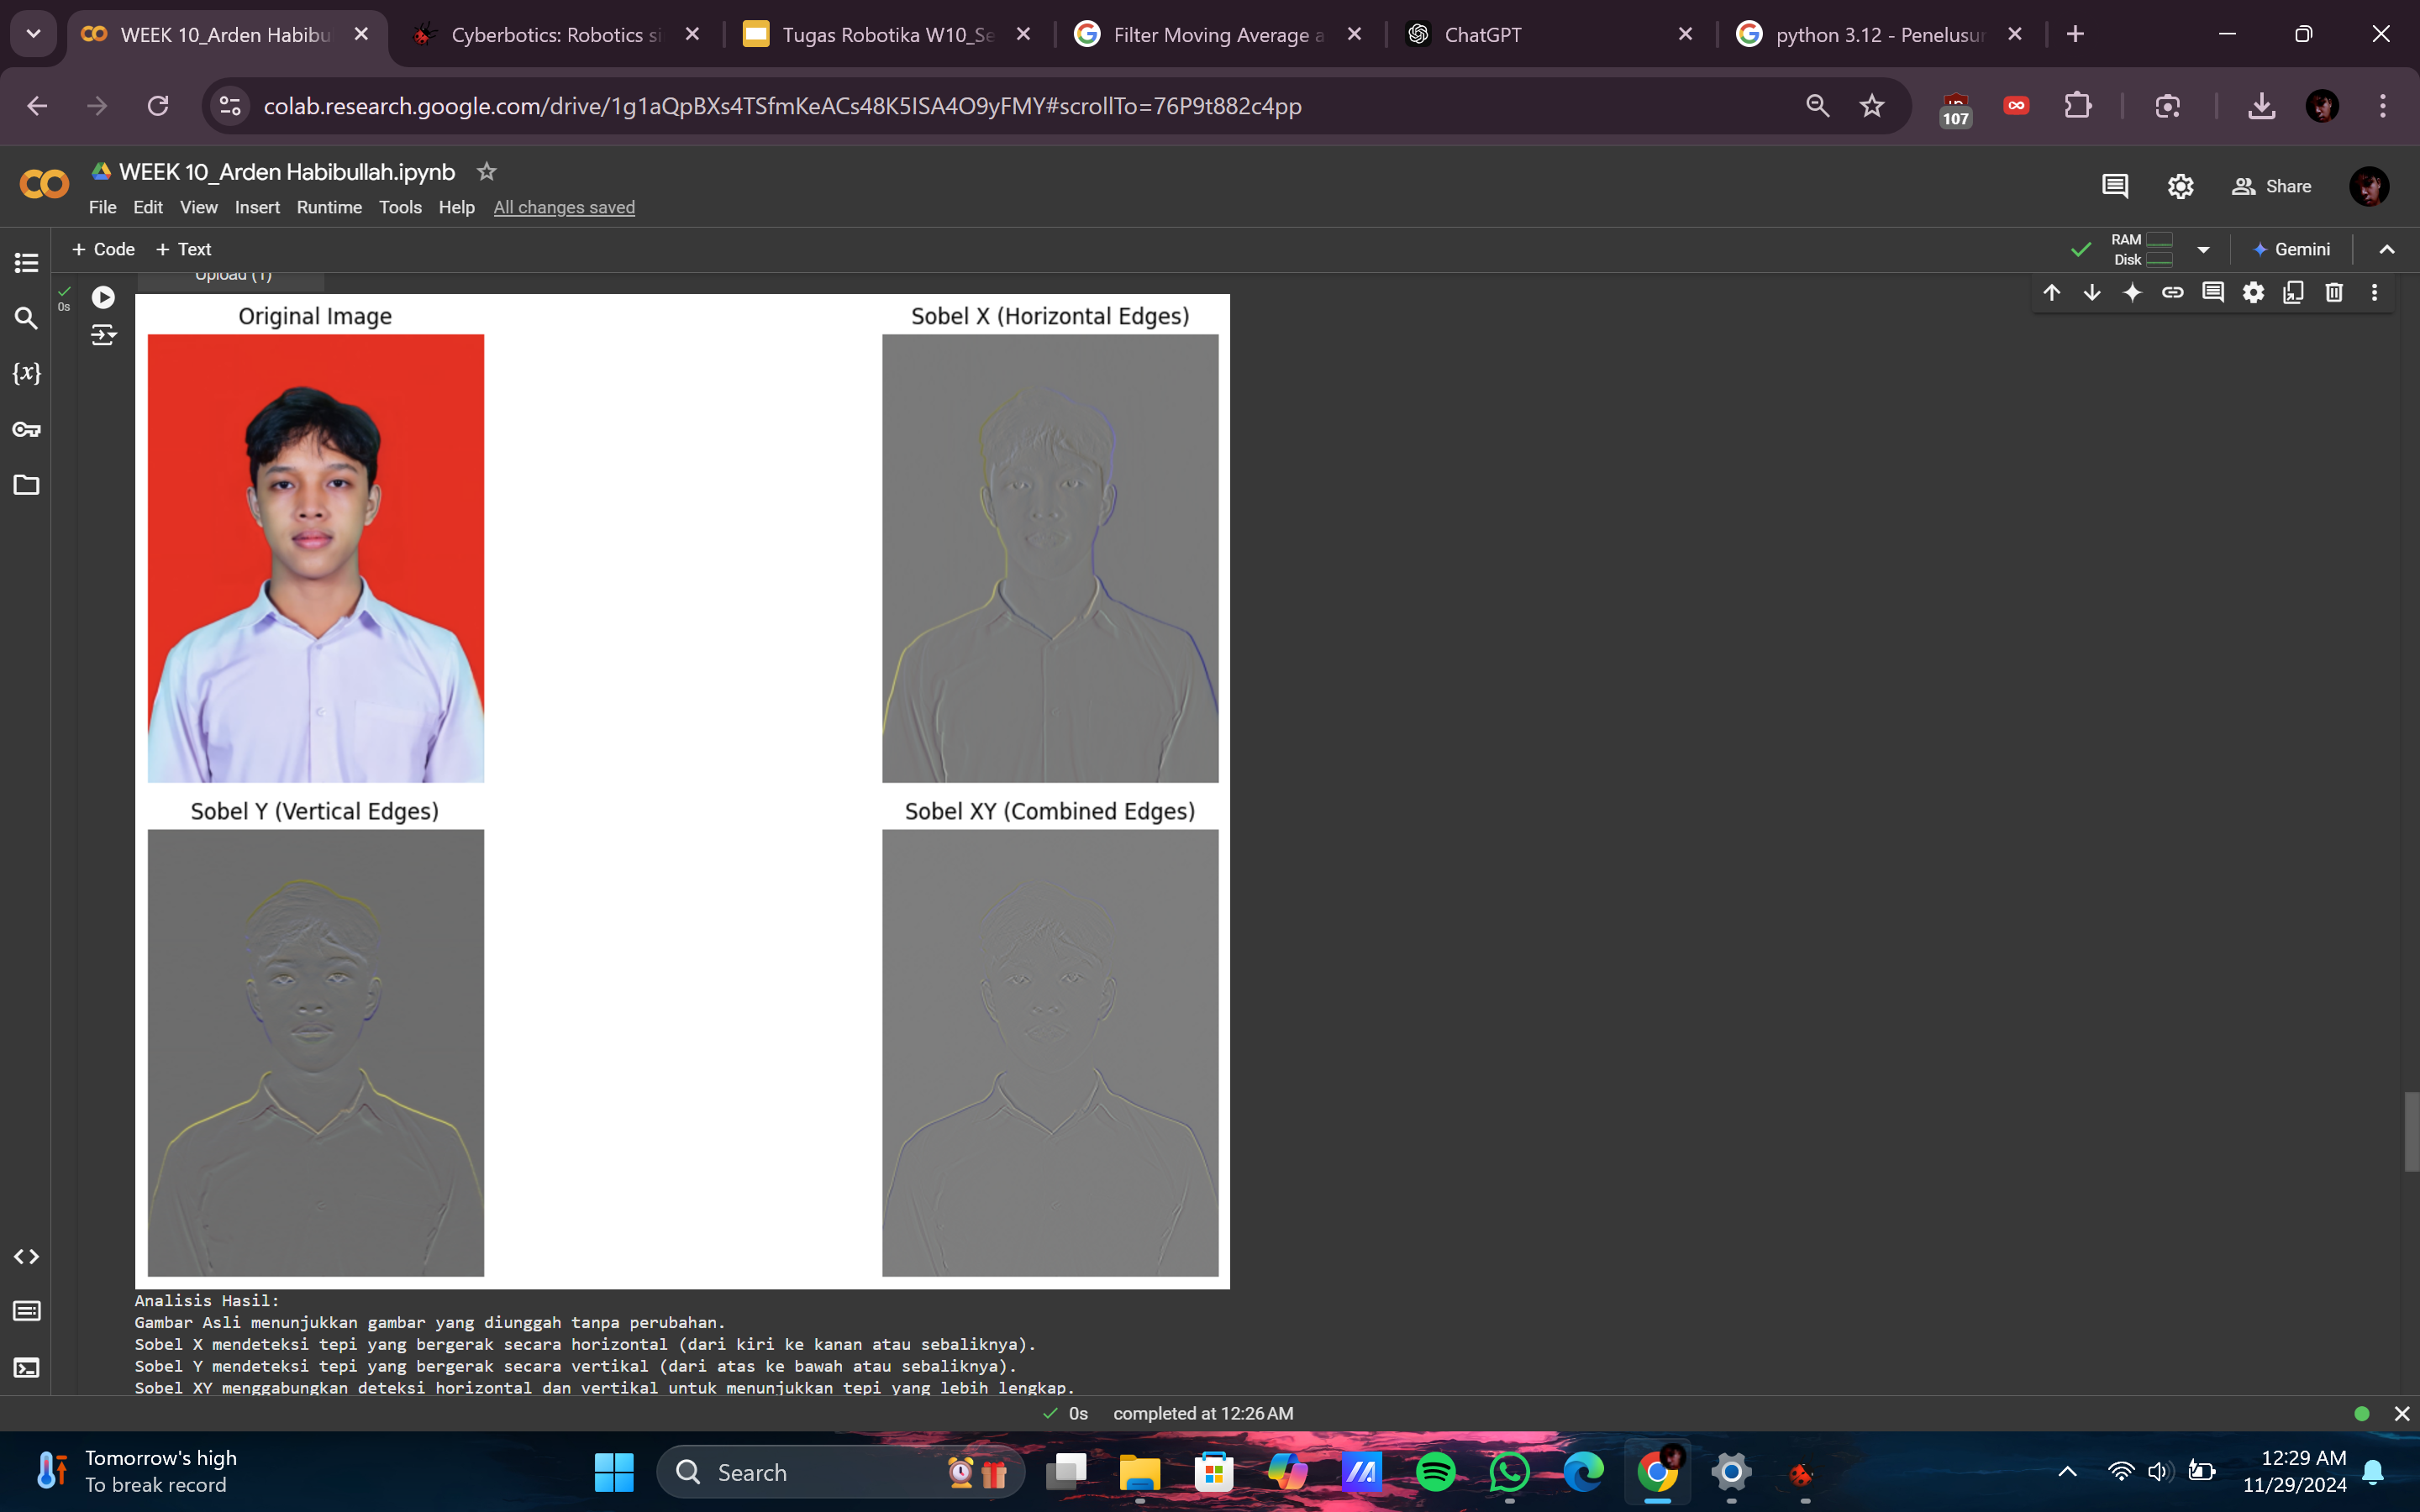 WEEK 10_Arden Habibu
Cyberbotics: Robotics si
Tugas Robotika W10_Se
Filter Moving Average a
ChatGPT
python 3.12 - Penelusur
colab.research.google.com/drive/1g1aQpBXs4TSfmKeACs48K5ISA4O9yFMY#scrollTo=76P9t882c4pp
107
WEEK 10_Arden Habibullah.ipynb
Share
File Edit View Insert Runtime Tools Help All changes saved
+ Code + Text
RAM
Disk
Gemini
Upload (1)
0s
Original Image
Sobel X (Horizontal Edges)
{x}
Sobel Y (Vertical Edges)
Sobel XY (Combined Edges)
Analisis Hasil:
Gambar Asli menunjukkan gambar yang diunggah tanpa perubahan.
Sobel X mendeteksi tepi yang bergerak secara horizontal (dari kiri ke kanan atau sebaliknya).
Sobel Y mendeteksi tepi yang bergerak secara vertikal (dari atas ke bawah atau sebaliknya).
Sobel XY menggabungkan deteksi horizontal dan vertikal untuk menunjukkan tepi yang lebih lengkap.
0s completed at 12:26 AM
Tomorrow's high
To break record
Search
12:29 AM
11/29/2024